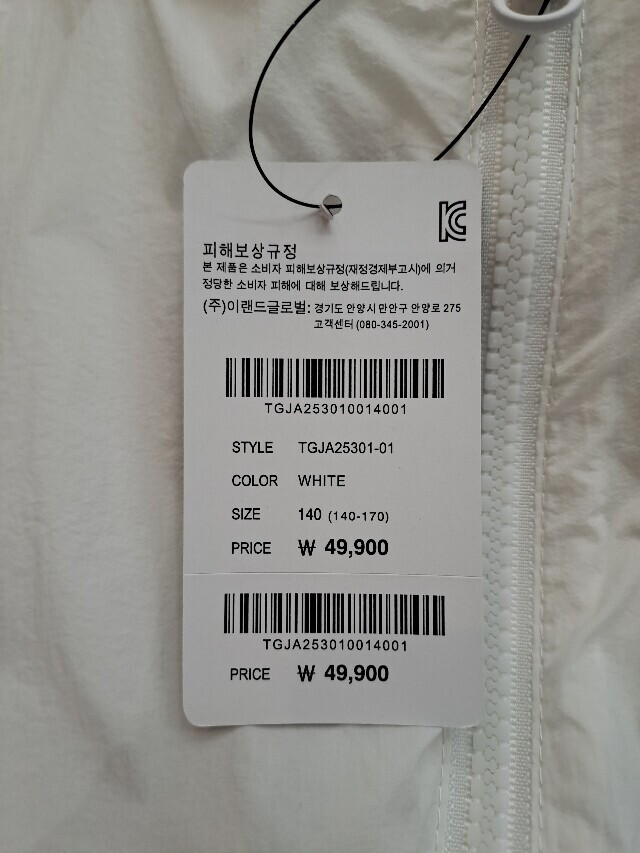 피해보상규정
본 제품은 소비자 피해보상규정(재정경제부고시)에 의거
정당한 소비자 피해에 대해 보상해드립니다.
(주)이랜드글로벌: 경기도 안양시 만안구 안양로 275
고객센터 (080-345-2001)
TGJA253010014001
STYLE TGJA25301-01
COLOR WHITE
SIZE 140 (140-170)
PRICE ₩ 49,900
TGJA253010014001
PRICE ₩ 49,900